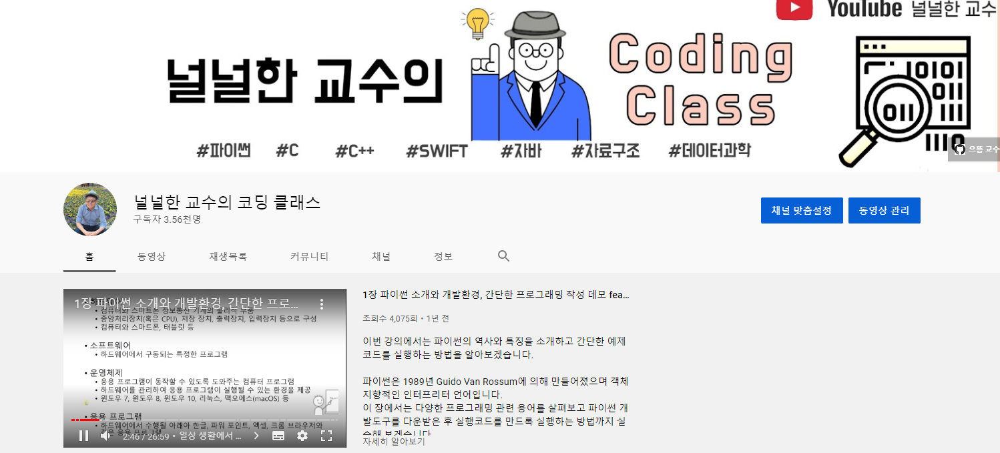 YouTube 널널한 교수
널널한 교수의
Coding
Class
#파이썬 #C #C++ #SWIFT #자바 #자료구조 #데이터과학
으뜸 교수
널널한 교수의 코딩 클래스
구독자 3.56천명
채널 맞춤설정 동영상 관리
홈 동영상 재생목록 커뮤니티 채널 정보
1장 파이썬 소개와 개발환경, 간단한 프로...
• 컴퓨터와 스마트폰 정보통신 기계의 물리적 부품
• 중앙처리장치(혹은 CPU), 저장 장치, 출력장치, 입력장치 등으로 구성
• 컴퓨터와 스마트폰, 태블릿 등
• 소프트웨어
• 하드웨어에서 구동되는 특정한 프로그램
• 운영체제
• 응용 프로그램이 동작할 수 있도록 도와주는 컴퓨터 프로그램
• 하드웨어를 관리하여 응용 프로그램이 실행될 수 있는 환경을 제공
• 윈도우 7, 윈도우 8, 윈도우 10, 리눅스, 맥오에스(macOS) 등
• 응용 프로그램
• 하드웨어에서 수행될 아래아 한글, 파워 포인트, 엑셀, 크롬 브라우저와
같은 응용 프로그램
2:46 / 26:59 • 일상 생활에서 ...
1장 파이썬 소개와 개발환경, 간단한 프로그래밍 작성 데모 fea...
조회수 4,075회 • 1년 전
이번 강의에서는 파이썬의 역사와 특징을 소개하고 간단한 예제
코드를 실행하는 방법을 알아보겠습니다.
파이썬은 1989년 Guido Van Rossum에 의해 만들어졌으며 객체
지향적인 인터프리터 언어입니다.
이 장에서는 다양한 프로그래밍 관련 용어를 살펴보고 파이썬 개
발도구를 다운받은 후 실행코드를 만드록 실행하는 방법까지 실
습해 보겠습니다
자세히 알아보기